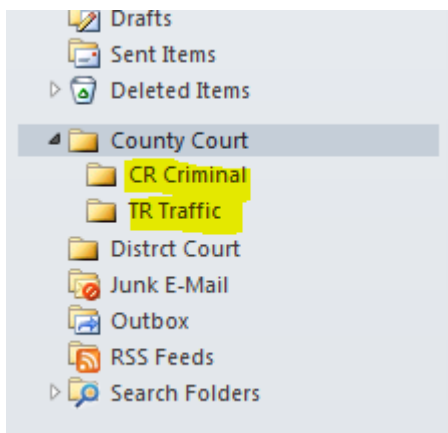 Drafts
Sent Items
Deleted Items
County Court
CR Criminal
TR Traffic
Distrct Court
Junk E-Mail
Outbox
RSS Feeds
Search Folders